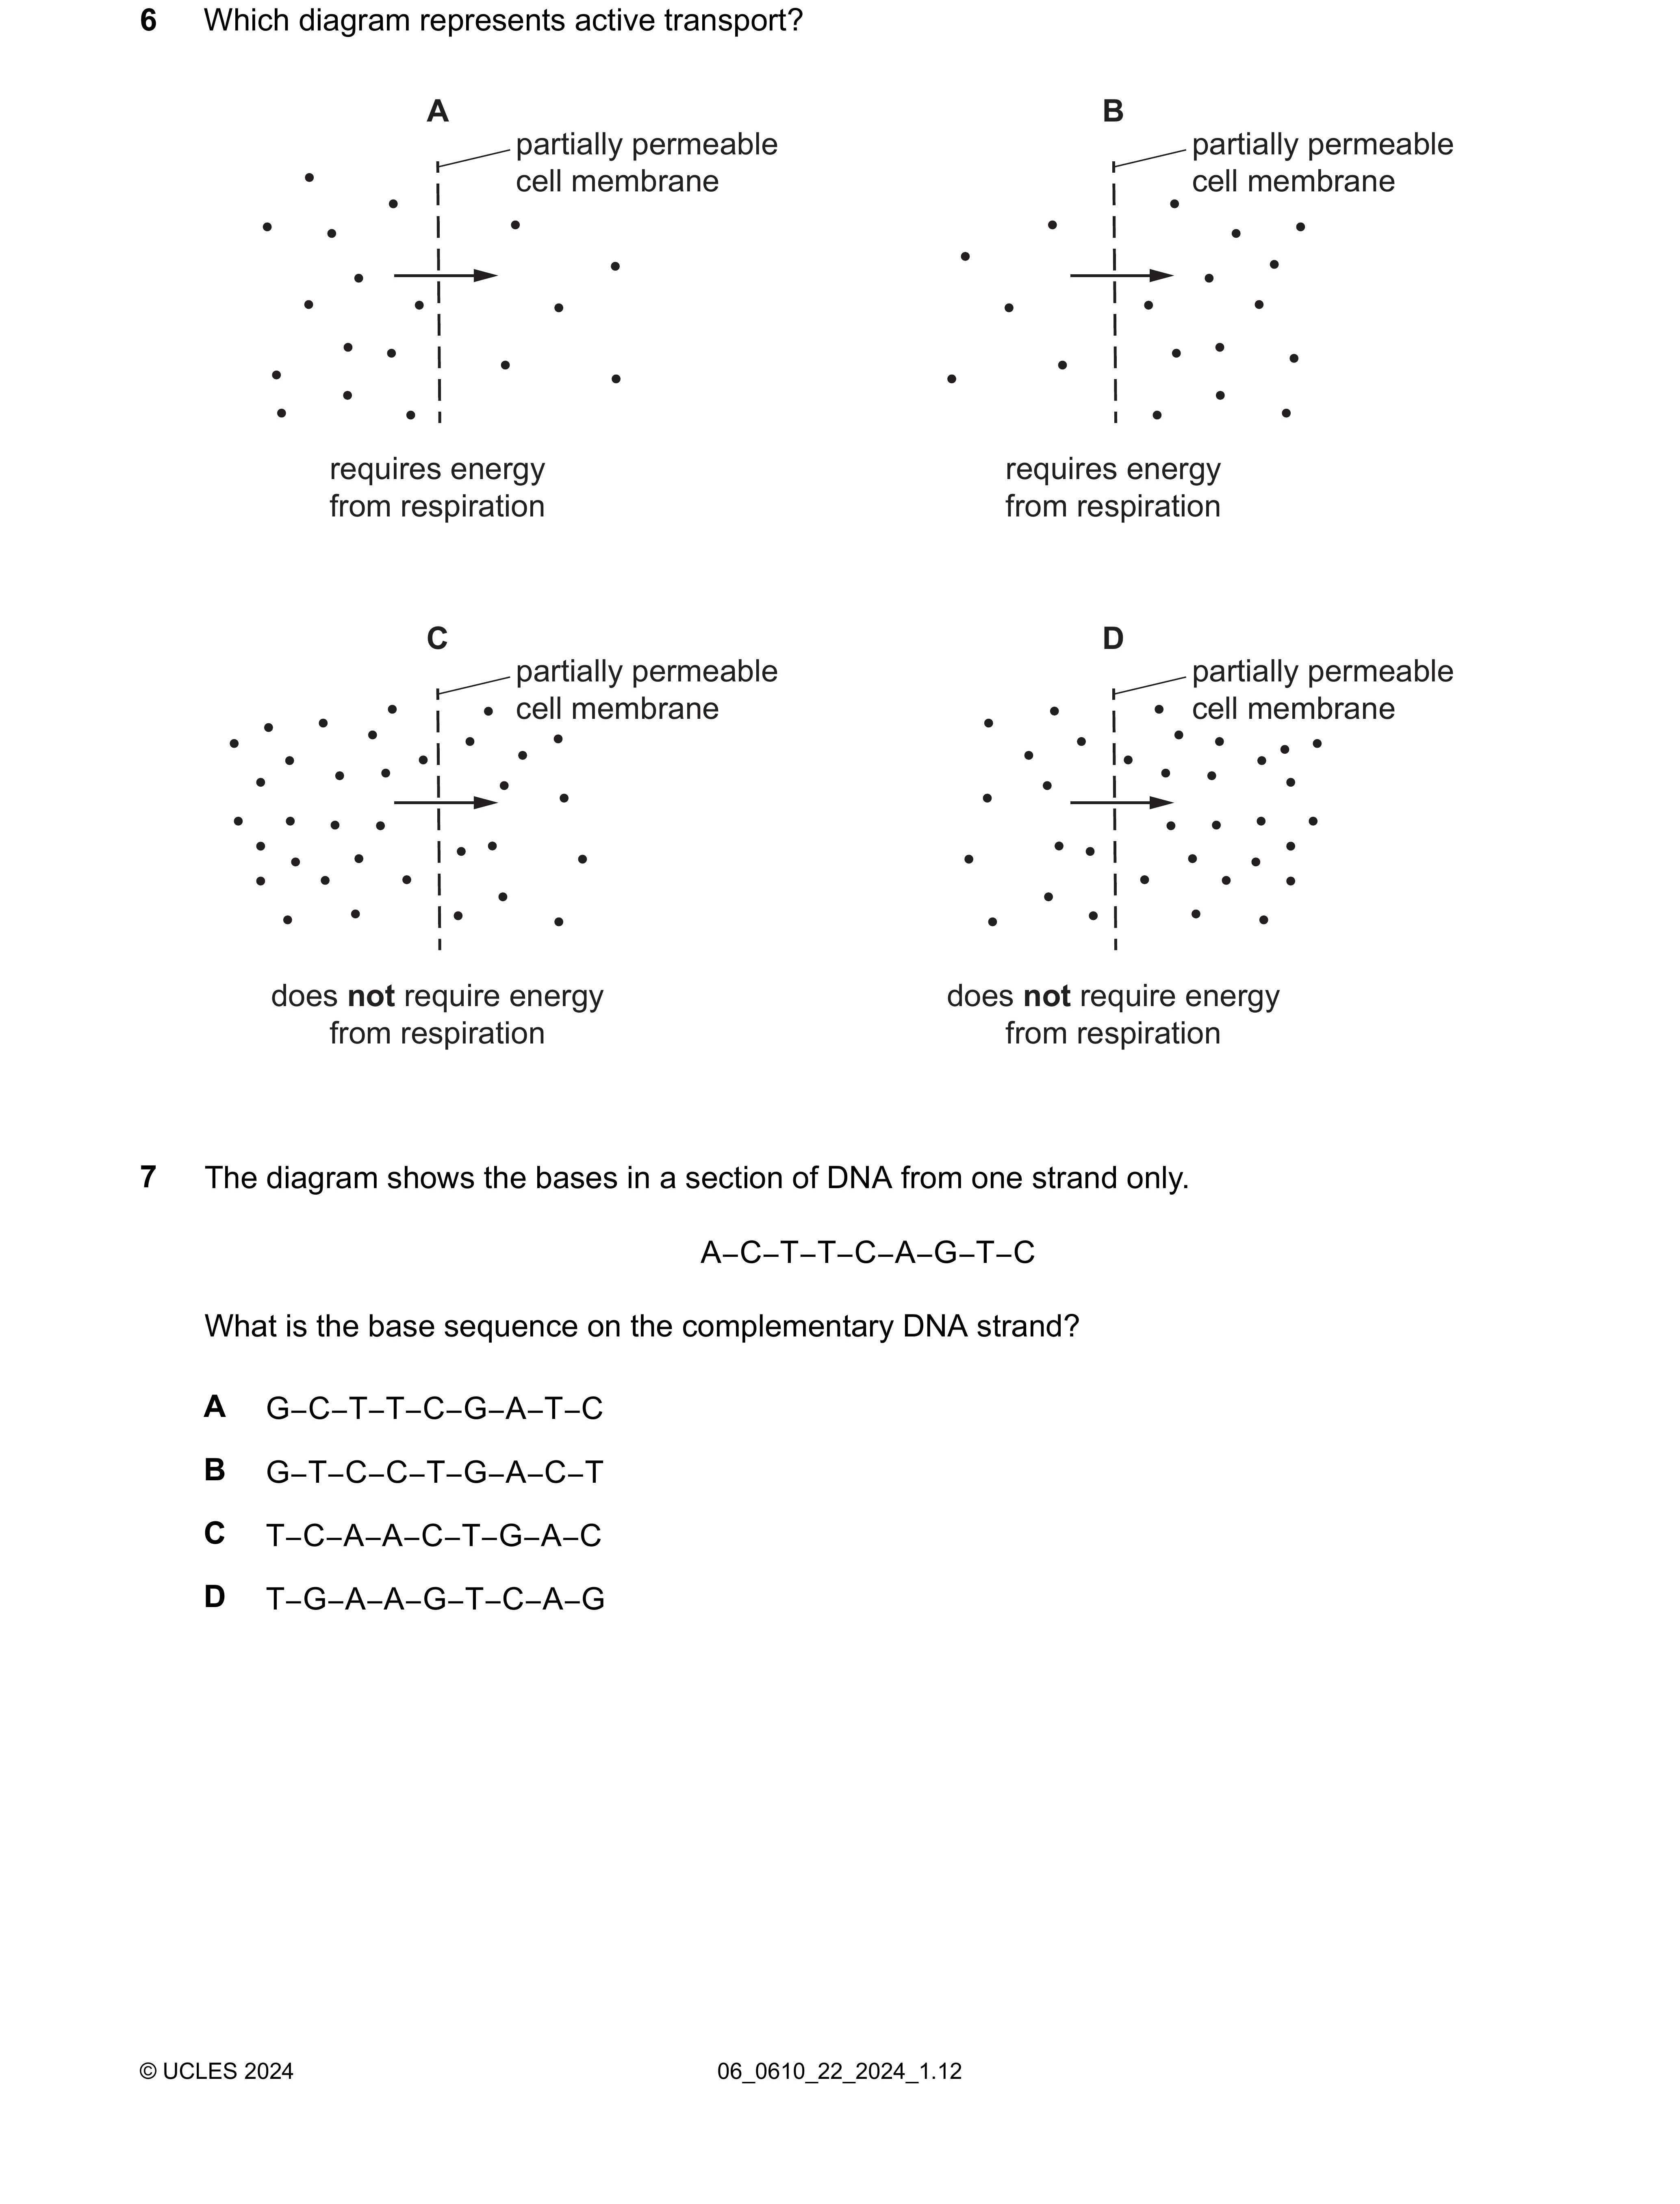 6 Which diagram represents active transport?
A
partially permeable
cell membrane
requires energy
from respiration
B
partially permeable
cell membrane
requires energy
from respiration
C
partially permeable
cell membrane
does not require energy
from respiration
D
partially permeable
cell membrane
does not require energy
from respiration
7 The diagram shows the bases in a section of DNA from one strand only.
A–C–T–T–C–A–G–T–C
What is the base sequence on the complementary DNA strand?
A G–C–T–T–C–G–A–T–C
B G–T–C–C–T–G–A–C–T
C T–C–A–A–C–T–G–A–C
D T–G–A–A–G–T–C–A–G
© UCLES 2024 06_0610_22_2024_1.12